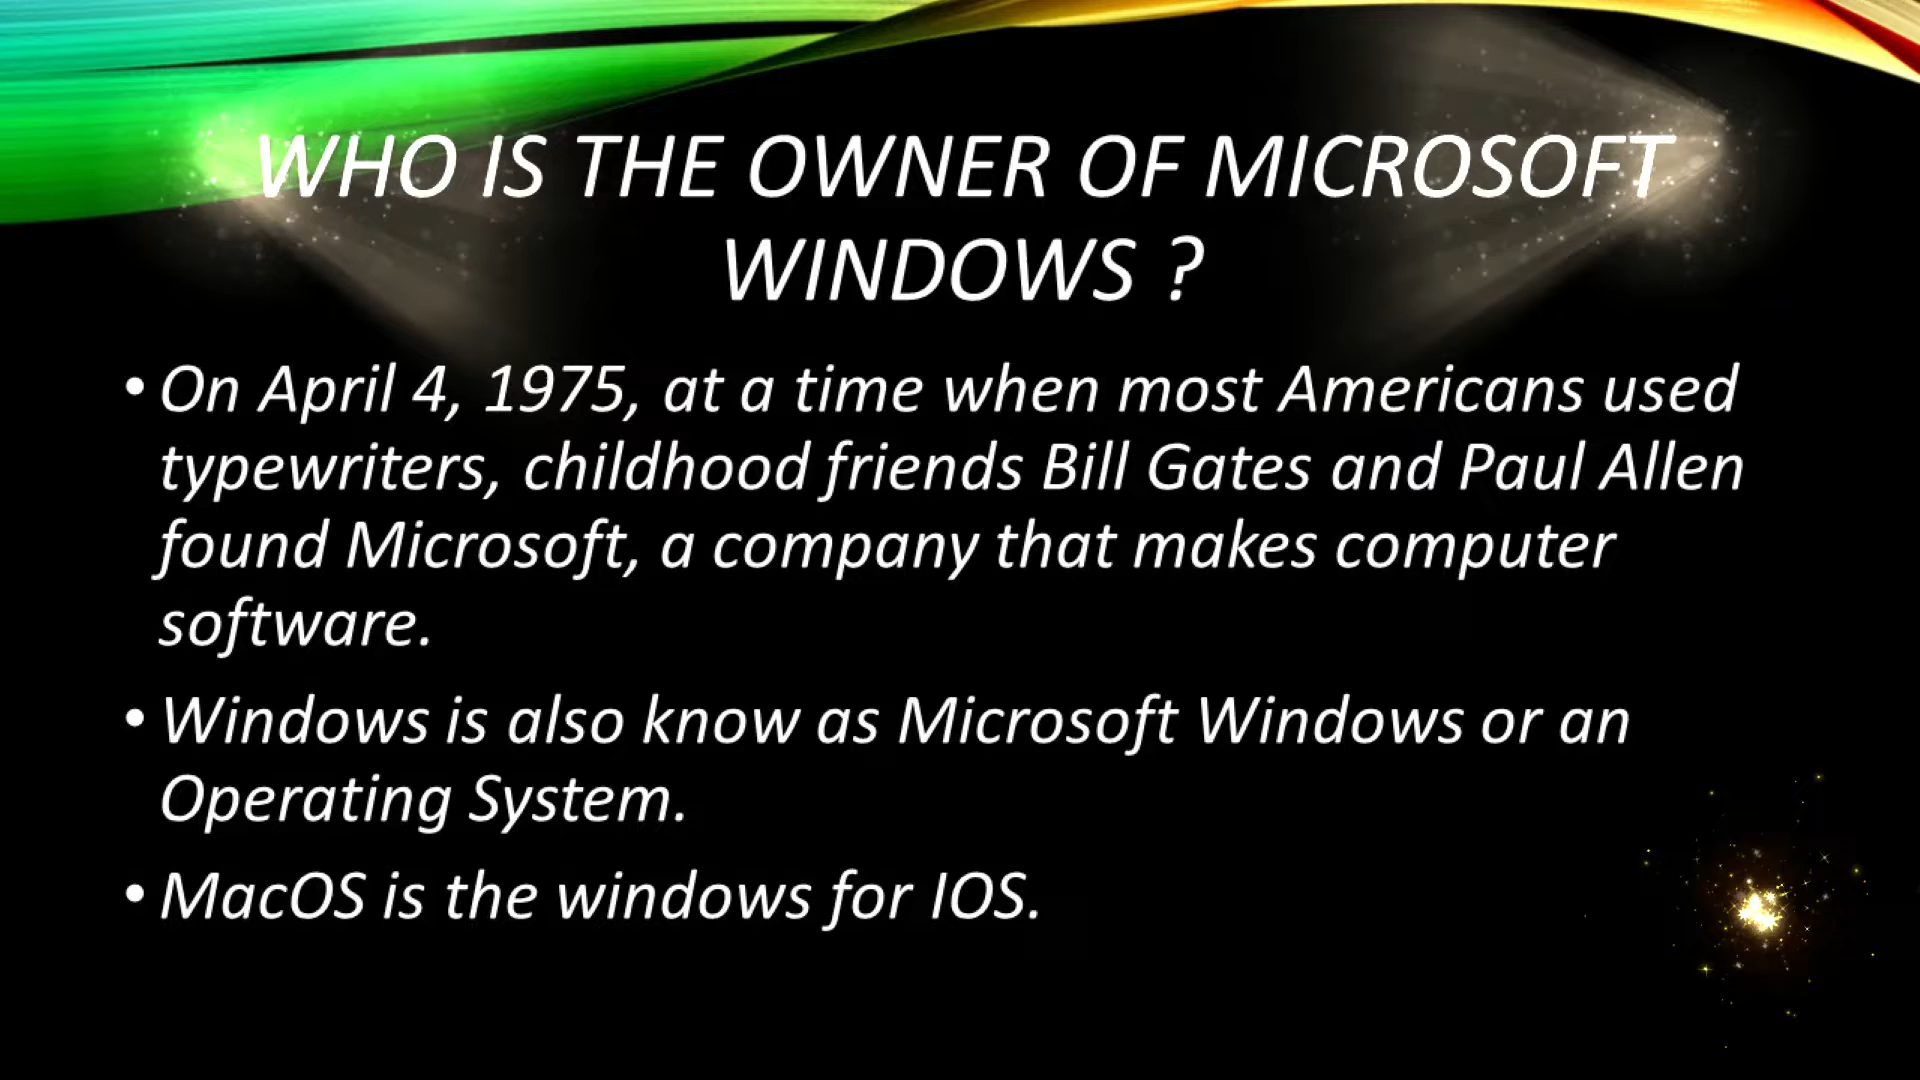 WHO IS THE OWNER OF MICROSOFT
WINDOWS ?
• On April 4, 1975, at a time when most Americans used
typewriters, childhood friends Bill Gates and Paul Allen
found Microsoft, a company that makes computer
software.
• Windows is also know as Microsoft Windows or an
Operating System.
• MacOS is the windows for IOS.